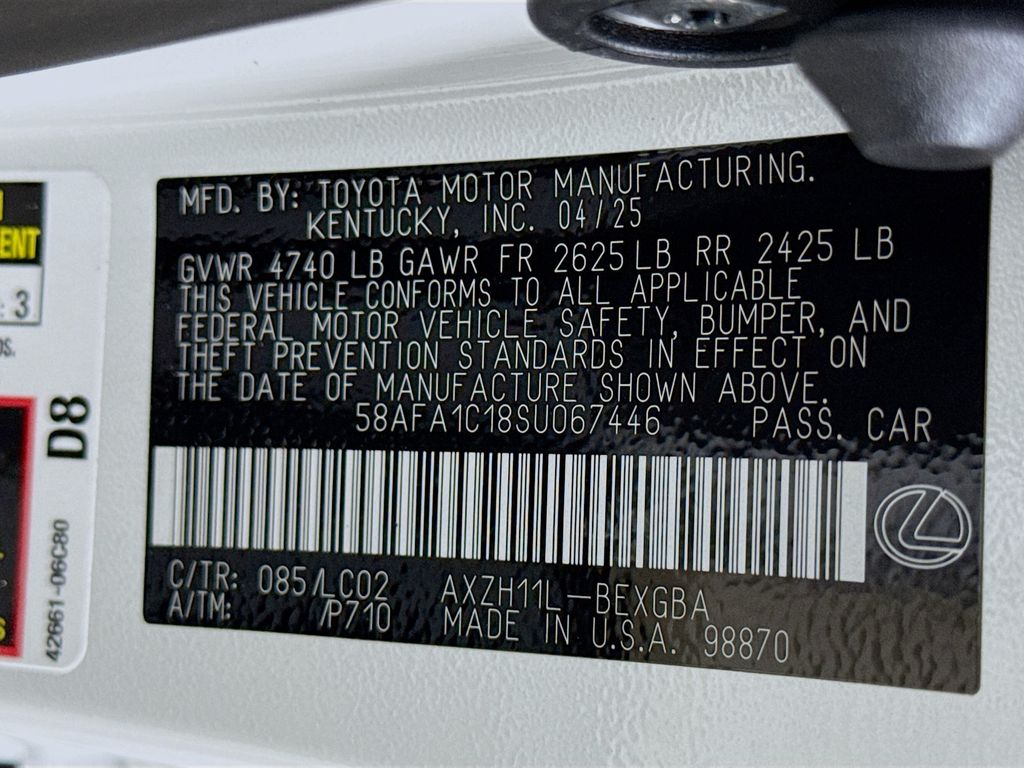 MFD. BY: TOYOTA MOTOR MANUFACTURING.
KENTUCKY, INC. 04/25
GVWR 4740 LB GAWR FR 2625 LB RR 2425 LB
THIS VEHICLE CONFORMS TO ALL APPLICABLE
FEDERAL MOTOR VEHICLE SAFETY, BUMPER, AND
THEFT PREVENTION STANDARDS IN EFFECT ON
THE DATE OF MANUFACTURE SHOWN ABOVE.
58AFA1C18SU067446 PASS. CAR
C/TR: 085/LC02 AXZH11L-BEXGBA
A/TM: /P710 MADE IN U.S.A. 98870
3
D8
42661-06C80